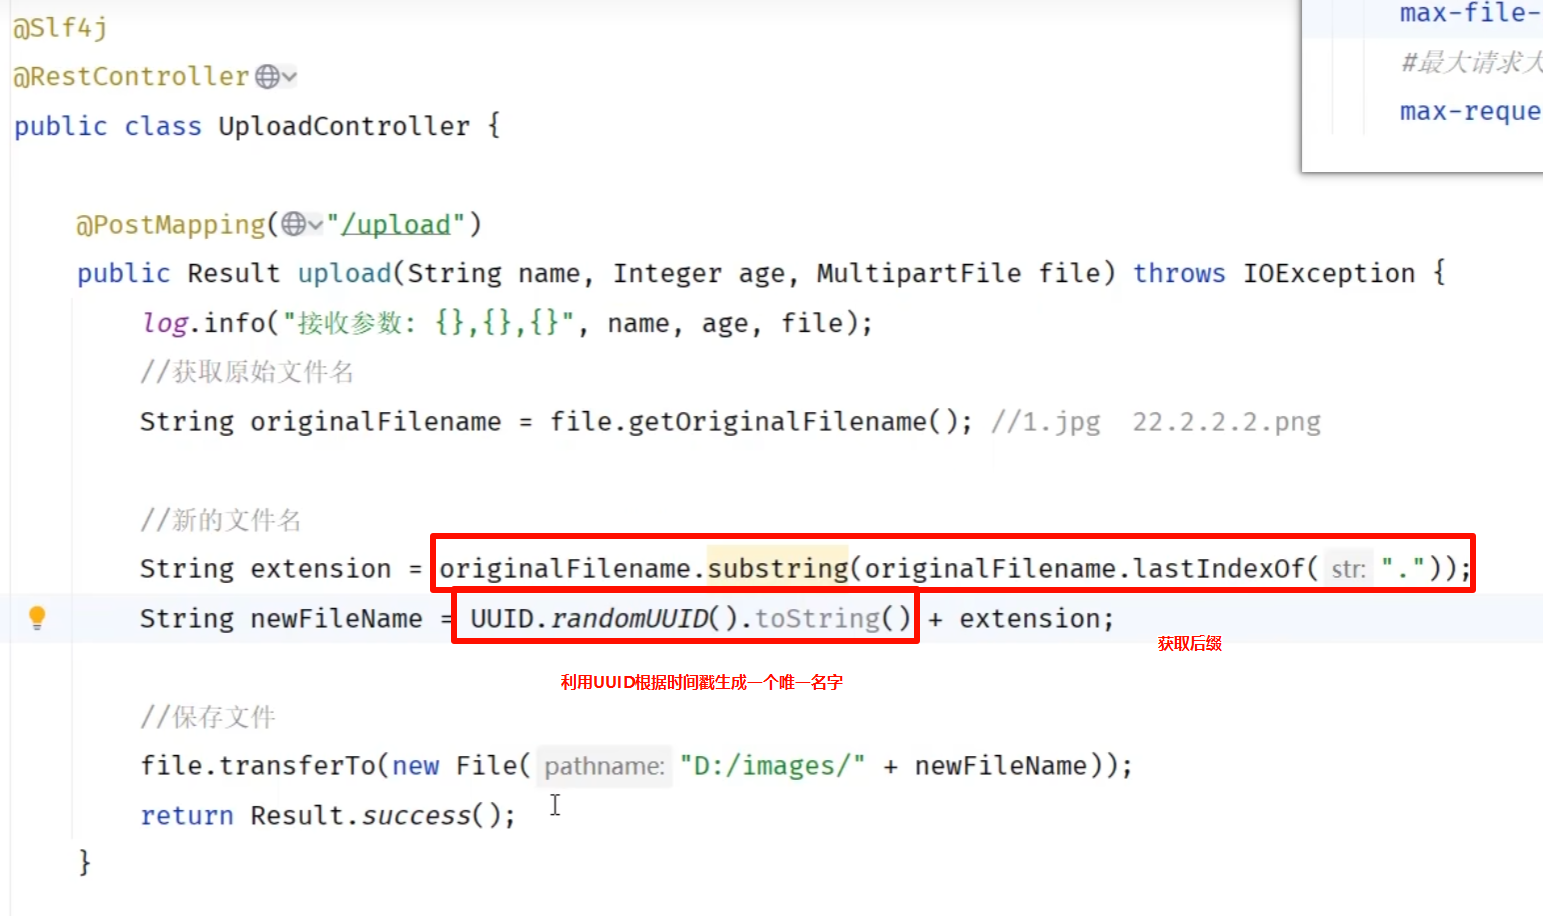 @Slf4j
@RestController
public class UploadController {
@PostMapping("/upload")
public Result upload(String name, Integer age, MultipartFile file) throws IOException {
log.info("接收参数: {},{},{}", name, age, file);
//获取原始文件名
String originalFilename = file.getOriginalFilename(); //1.jpg  22.2.2.2.png
//新的文件名
String extension = originalFilename.substring(originalFilename.lastIndexOf( str: "."));
String newFileName = UUID.randomUUID().toString() + extension;
获取后缀
利用UUID根据时间戳生成一个唯一名字
//保存文件
file.transferTo(new File( pathname: "D:/images/" + newFileName));
return Result.success();
}
max-file-
#最大请求大
max-reque